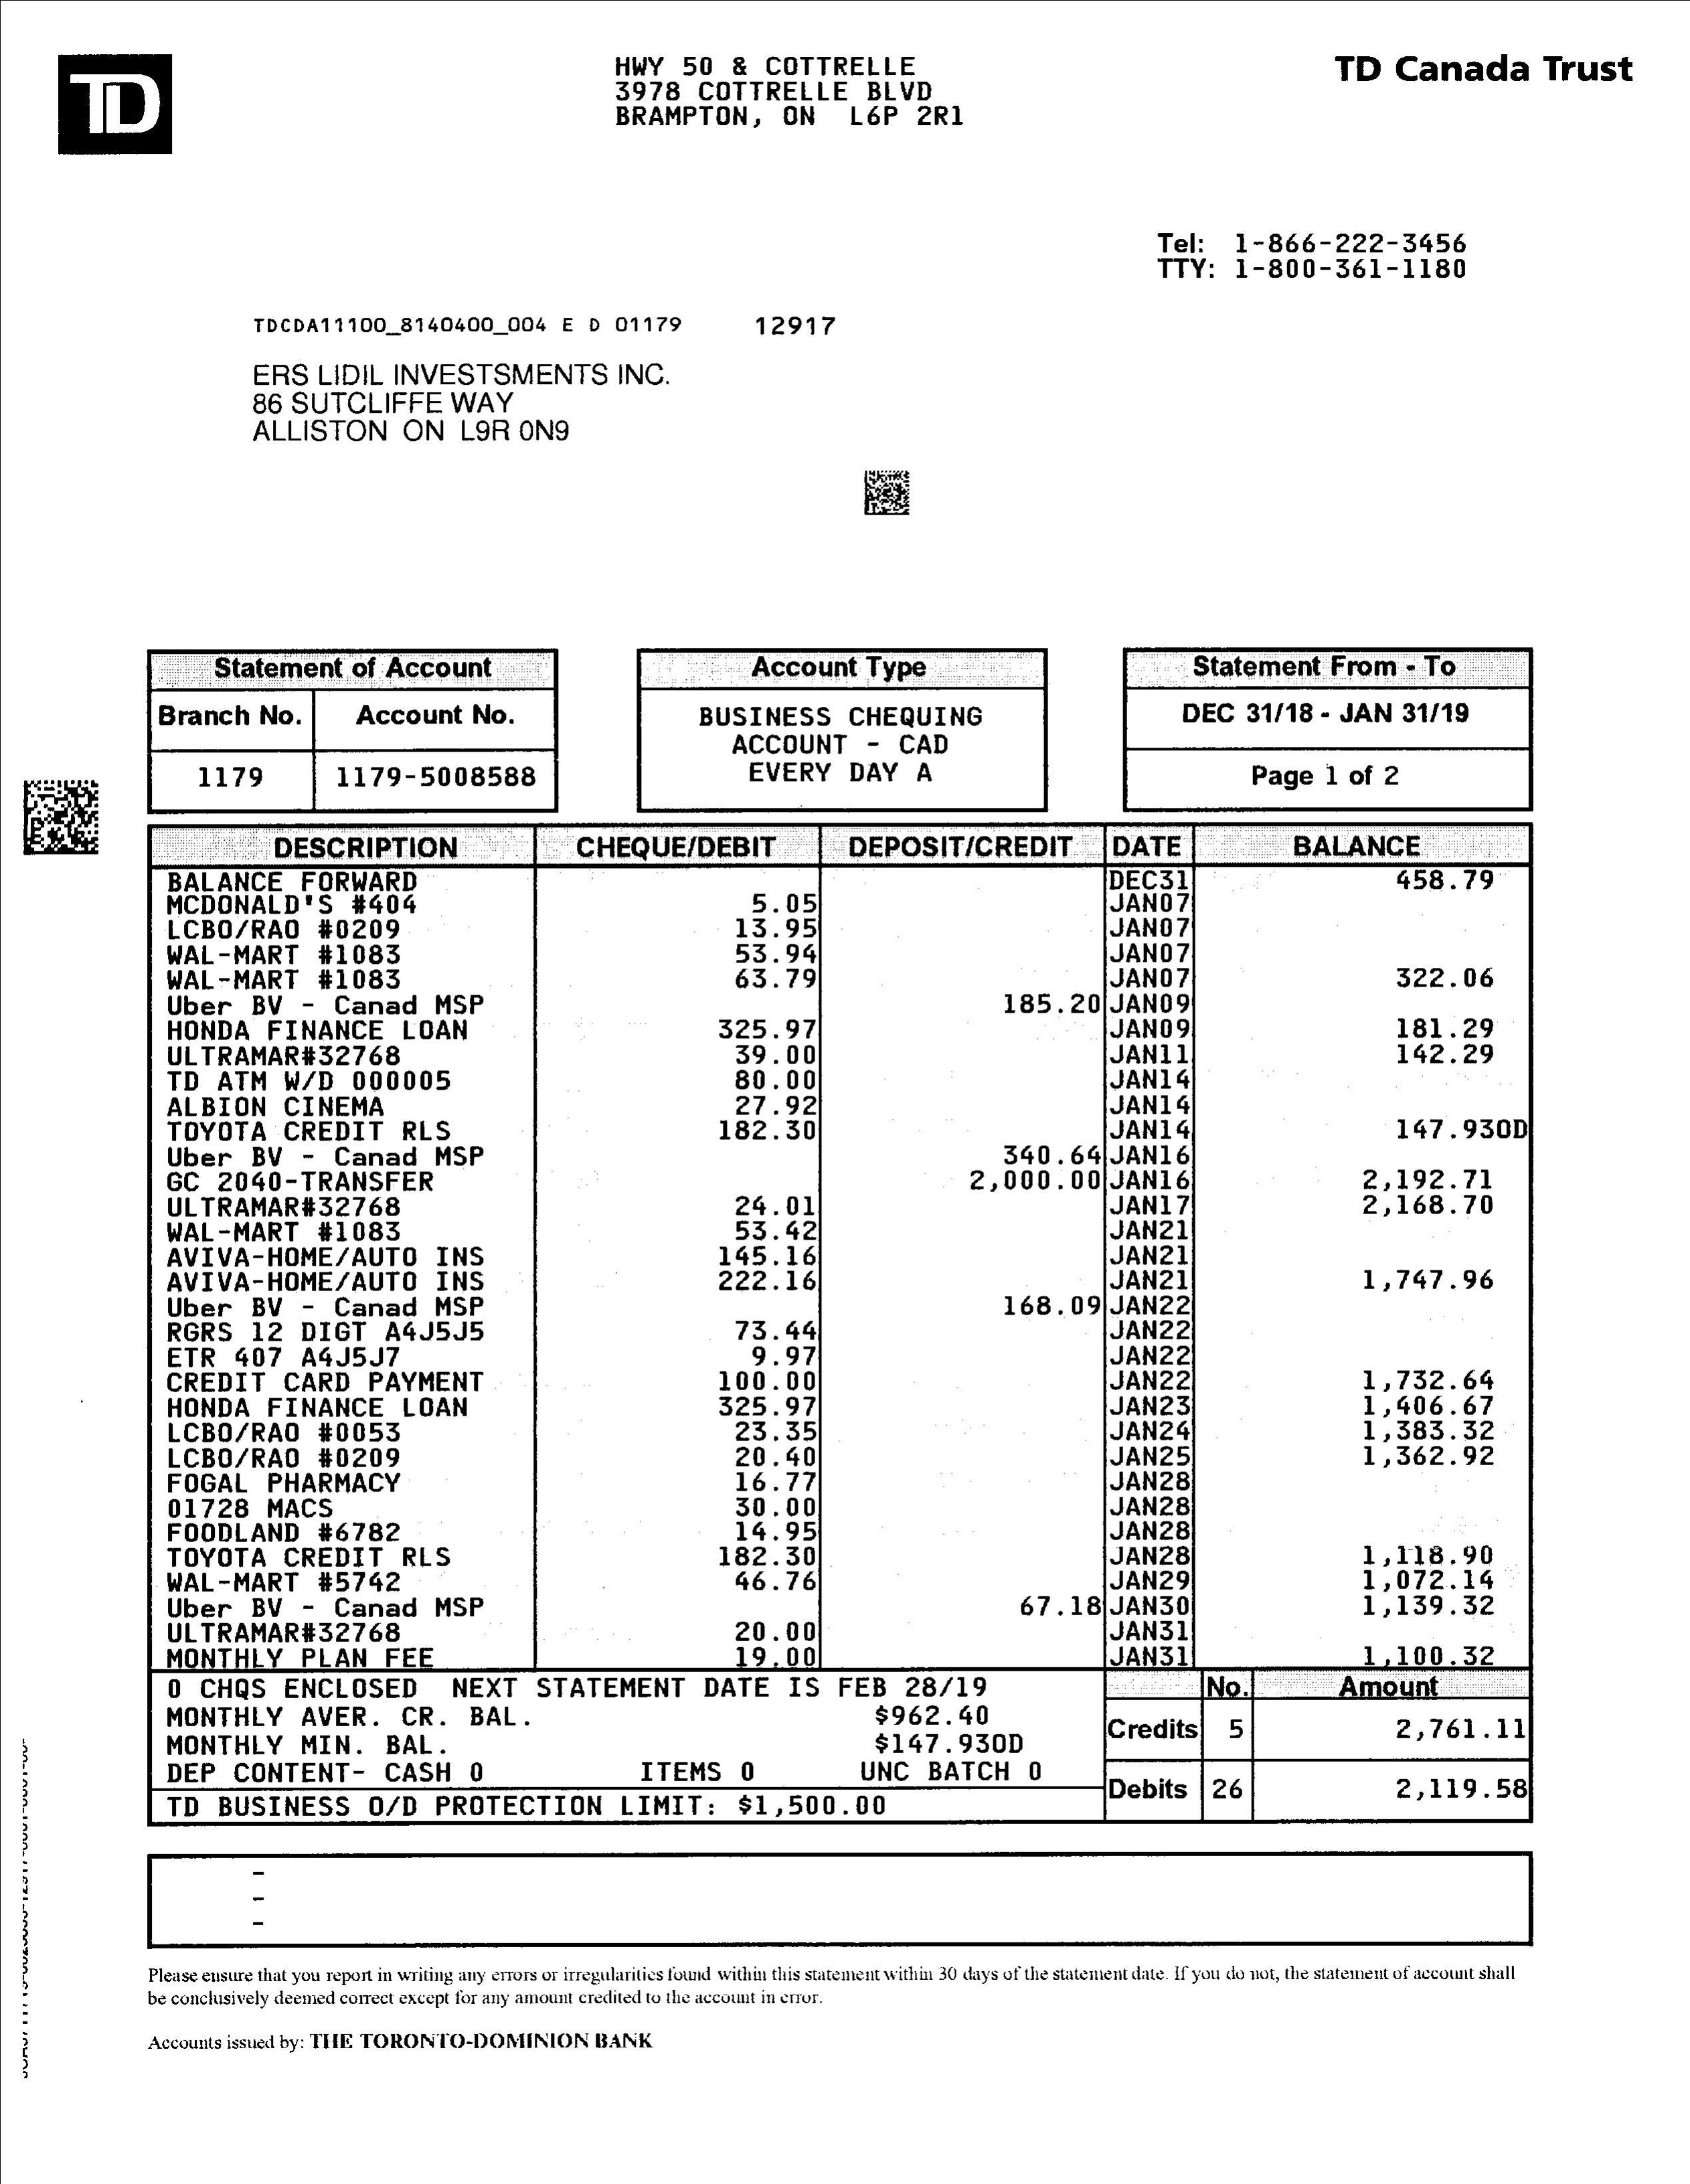 TD
HWY 50 & COTTRELLE
3978 COTTRELLE BLVD
BRAMPTON, ON L6P 2R1
TD Canada Trust
Tel: 1-866-222-3456
TTY: 1-800-361-1180
TDCDA11100_8140400_004 E D 01179 12917
ERS LIDIL INVESTSMENTS INC.
86 SUTCLIFFE WAY
ALLISTON ON L9R 0N9
Statement of Account
Branch No. Account No.
1179 1179-5008588
Account Type
BUSINESS CHEQUING
ACCOUNT - CAD
EVERY DAY A
Statement From - To
DEC 31/18 - JAN 31/19
Page 1 of 2
DESCRIPTION CHEQUE/DEBIT DEPOSIT/CREDIT DATE BALANCE
BALANCE FORWARD DEC31 458.79
MCDONALD'S #404 5.05 JAN07
LCBO/RAO #0209 13.95 JAN07
WAL-MART #1083 53.94 JAN07
WAL-MART #1083 63.79 JAN07 322.06
Uber BV - Canad MSP 185.20 JAN09
HONDA FINANCE LOAN 325.97 JAN09 181.29
ULTRAMAR#32768 39.00 JAN11 142.29
TD ATM W/D 000005 80.00 JAN14
ALBION CINEMA 27.92 JAN14
TOYOTA CREDIT RLS 182.30 JAN14 147.93OD
Uber BV - Canad MSP 340.64 JAN16
GC 2040-TRANSFER 2,000.00 JAN16 2,192.71
ULTRAMAR#32768 24.01 JAN17 2,168.70
WAL-MART #1083 53.42 JAN21
AVIVA-HOME/AUTO INS 145.16 JAN21
AVIVA-HOME/AUTO INS 222.16 JAN21 1,747.96
Uber BV - Canad MSP 168.09 JAN22
RGRS 12 DIGT A4J5J5 73.44 JAN22
ETR 407 A4J5J7 9.97 JAN22
CREDIT CARD PAYMENT 100.00 JAN22 1,732.64
HONDA FINANCE LOAN 325.97 JAN23 1,406.67
LCBO/RAO #0053 23.35 JAN24 1,383.32
LCBO/RAO #0209 20.40 JAN25 1,362.92
FOGAL PHARMACY 16.77 JAN28
01728 MACS 30.00 JAN28
FOODLAND #6782 14.95 JAN28
TOYOTA CREDIT RLS 182.30 JAN28 1,118.90
WAL-MART #5742 46.76 JAN29 1,072.14
Uber BV - Canad MSP 67.18 JAN30 1,139.32
ULTRAMAR#32768 20.00 JAN31
MONTHLY PLAN FEE 19.00 JAN31 1,100.32
0 CHQS ENCLOSED NEXT STATEMENT DATE IS FEB 28/19
MONTHLY AVER. CR. BAL. $962.40
MONTHLY MIN. BAL. $147.93OD
DEP CONTENT- CASH 0 ITEMS 0 UNC BATCH 0
TD BUSINESS O/D PROTECTION LIMIT: $1,500.00
No. Amount
Credits 5 2,761.11
Debits 26 2,119.58
-
-
-
Please ensure that you report in writing any errors or irregularities found within this statement within 30 days of the statement date. If you do not, the statement of account shall
be conclusively deemed correct except for any amount credited to the account in error.
Accounts issued by: THE TORONTO-DOMINION BANK